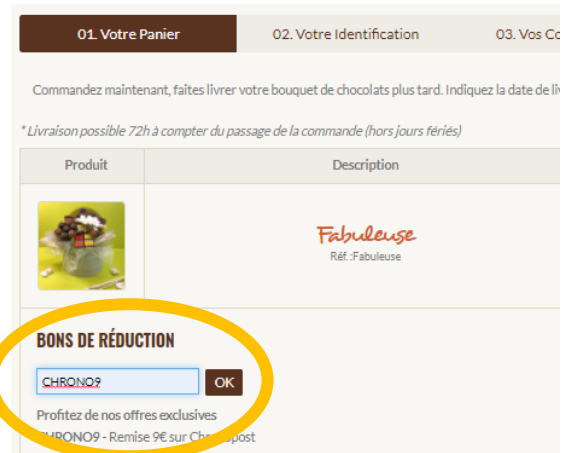 01. Votre Panier
02. Votre Identification
03. Vos Co
Commandez maintenant, faites livrer votre bouquet de chocolats plus tard. Indiquez la date de li
* Livraison possible 72h à compter du passage de la commande (hors jours fériés)
Produit
Description
Fabuleuse
Réf.:Fabuleuse
BONS DE RÉDUCTION
CHRONO9
OK
Profitez de nos offres exclusives
CHRONO9 - Remise 9€ sur Chronopost